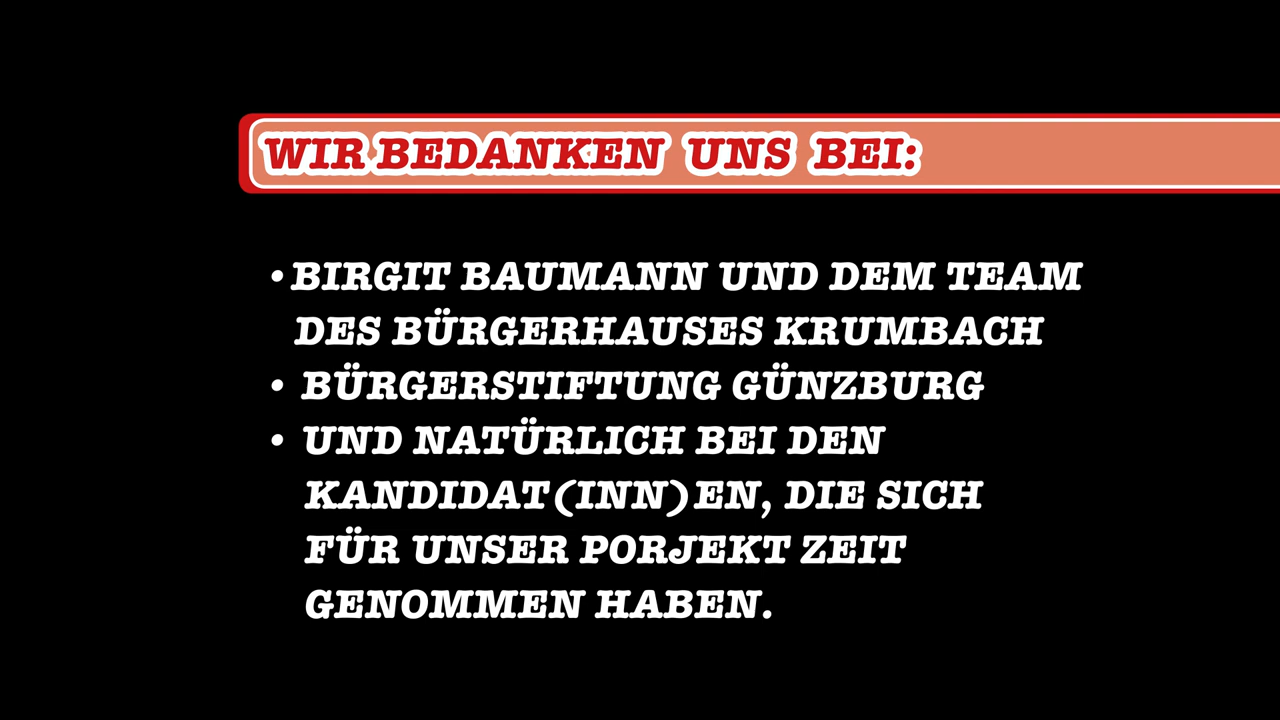 WIR BEDANKEN UNS BEI:
• BIRGIT BAUMANN UND DEM TEAM
DES BÜRGERHAUSES KRUMBACH
• BÜRGERSTIFTUNG GÜNZBURG
• UND NATÜRLICH BEI DEN
KANDIDAT(INN)EN, DIE SICH
FÜR UNSER PORJEKT ZEIT
GENOMMEN HABEN.